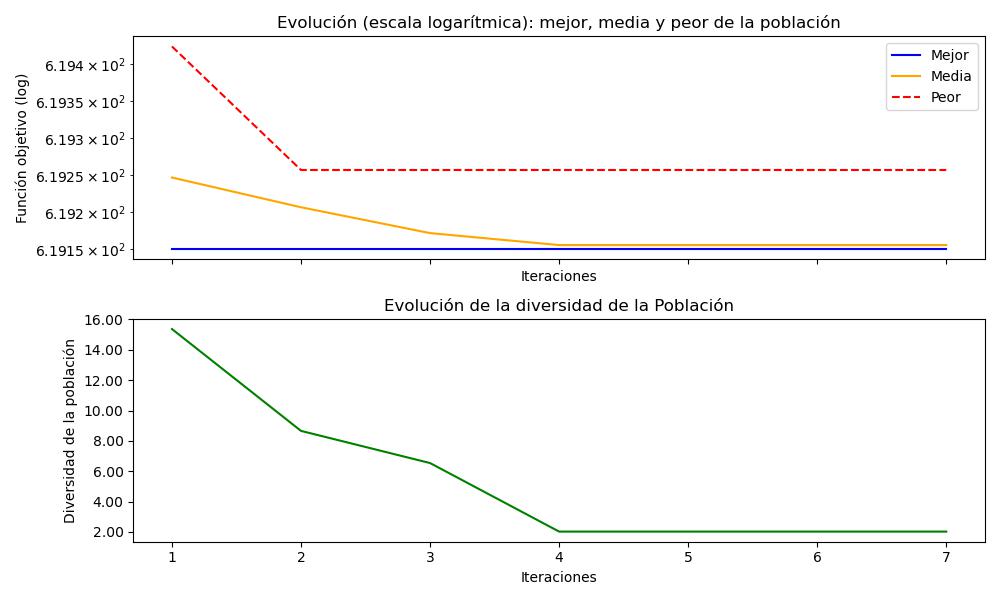 Evolución (escala logarítmica): mejor, media y peor de la población
Función objetivo (log)
6.194 × 10²
6.1935 × 10²
6.193 × 10²
6.1925 × 10²
6.192 × 10²
6.1915 × 10²
Mejor
Media
Peor
Iteraciones
Evolución de la diversidad de la Población
Diversidad de la población
16.00
14.00
12.00
10.00
8.00
6.00
4.00
2.00
1 2 3 4 5 6 7
Iteraciones